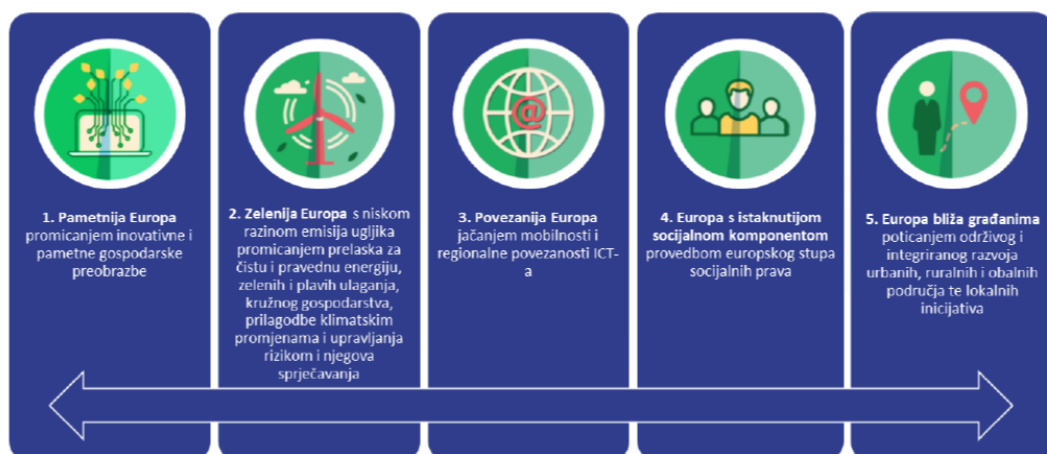 @
1. Pametnija Europa
promicanjem inovativne i
pametne gospodarske
preobrazbe
2. Zelenija Europa s niskom
razinom emisija ugljika
promicanjem prelaska za
čistu i pravednu energiju,
zelenih i plavih ulaganja,
kružnog gospodarstva,
prilagodbe klimatskim
promjenama i upravljanja
rizikom i njegova
sprječavanja
3. Povezanija Europa
jačanjem mobilnosti i
regionalne povezanosti ICT-
a
4. Europa s istaknutijom
socijalnom komponentom
provedbom europskog stupa
socijalnih prava
5. Europa bliža građanima
poticanjem održivog i
integriranog razvoja
urbanih, ruralnih i obalnih
područja te lokalnih
inicijativa